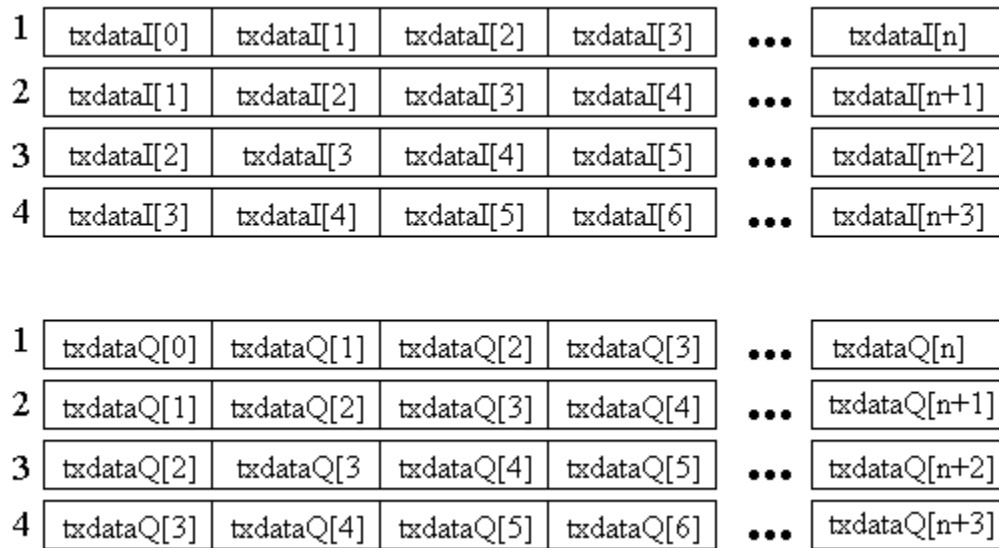 1 txdataI[0] txdataI[1] txdataI[2] txdataI[3] ••• txdataI[n]
2 txdataI[1] txdataI[2] txdataI[3] txdataI[4] ••• txdataI[n+1]
3 txdataI[2] txdataI[3 txdataI[4] txdataI[5] ••• txdataI[n+2]
4 txdataI[3] txdataI[4] txdataI[5] txdataI[6] ••• txdataI[n+3]
1 txdataQ[0] txdataQ[1] txdataQ[2] txdataQ[3] ••• txdataQ[n]
2 txdataQ[1] txdataQ[2] txdataQ[3] txdataQ[4] ••• txdataQ[n+1]
3 txdataQ[2] txdataQ[3 txdataQ[4] txdataQ[5] ••• txdataQ[n+2]
4 txdataQ[3] txdataQ[4] txdataQ[5] txdataQ[6] ••• txdataQ[n+3]